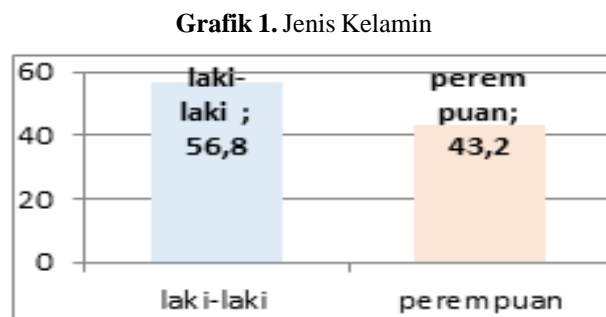 Grafik 1. Jenis Kelamin
60
40
20
0
laki-
laki ;
56,8
perem
puan;
43,2
laki-laki
perempuan